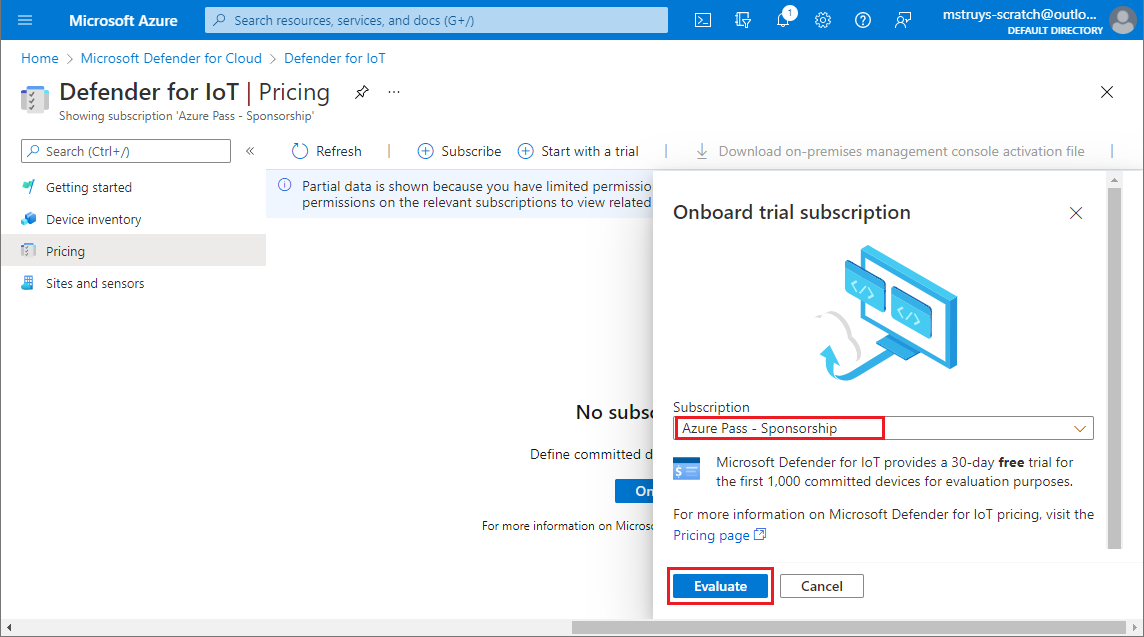 Microsoft Azure
Search resources, services, and docs (G+/)
1
mstruys-scratch@outlo...
DEFAULT DIRECTORY
Home > Microsoft Defender for Cloud > Defender for IoT
Defender for IoT | Pricing
Showing subscription 'Azure Pass - Sponsorship'
Search (Ctrl+/)
Refresh
Subscribe
Start with a trial
Download on-premises management console activation file
Getting started
Device inventory
Pricing
Sites and sensors
Partial data is shown because you have limited permissio
permissions on the relevant subscriptions to view related
No subsc
Define committed d
On
For more information on Microso
Onboard trial subscription
</> </>
Subscription
Azure Pass - Sponsorship
Microsoft Defender for IoT provides a 30-day free trial for
the first 1,000 committed devices for evaluation purposes.
For more information on Microsoft Defender for IoT pricing, visit the
Pricing page
Evaluate
Cancel